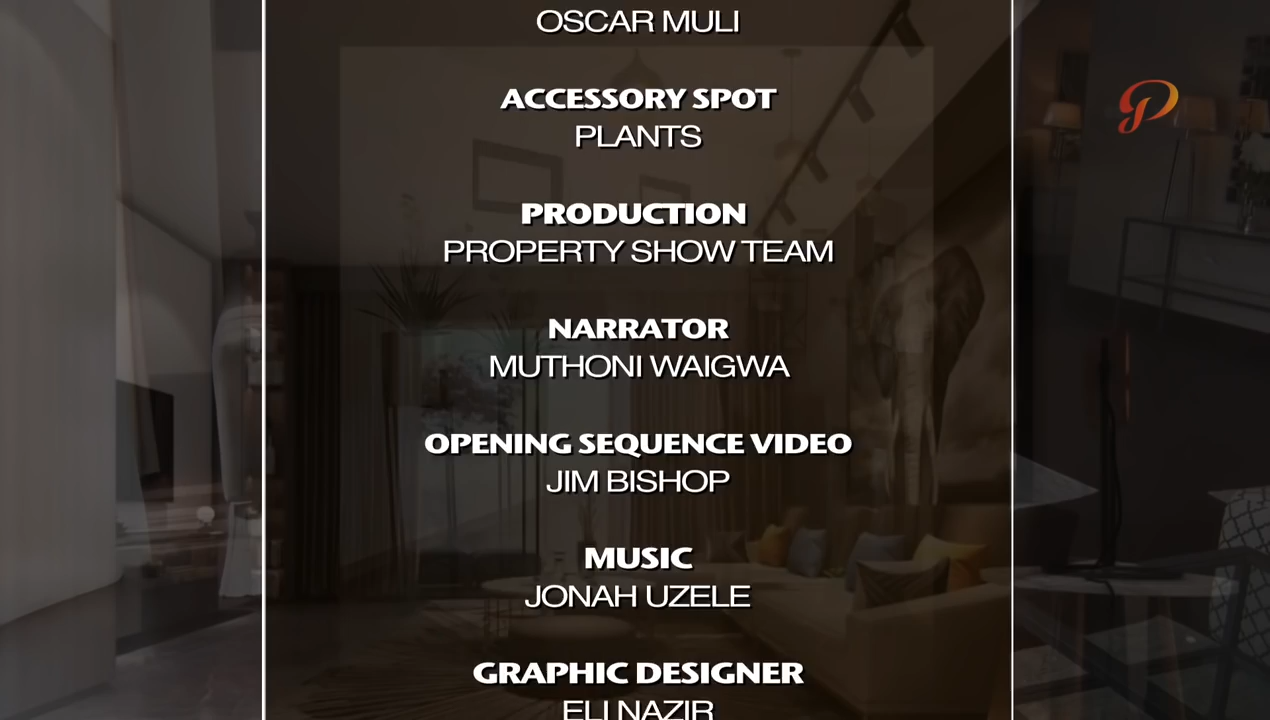 OSCAR MULI
ACCESSORY SPOT
PLANTS
PRODUCTION
PROPERTY SHOW TEAM
NARRATOR
MUTHONI WAIGWA
OPENING SEQUENCE VIDEO
JIM BISHOP
MUSIC
JONAH UZELE
GRAPHIC DESIGNER
ELI NAZIR
P